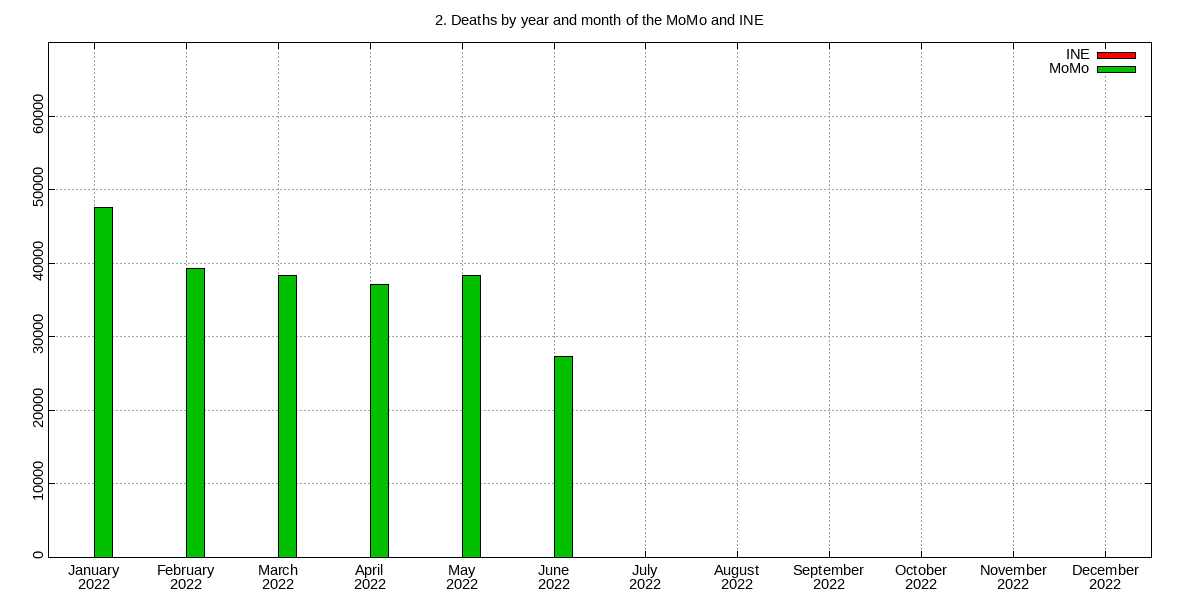 2. Deaths by year and month of the MoMo and INE
INE
MoMo
60000
50000
40000
30000
20000
10000
0
January February March April May June July August September October November December
2022 2022 2022 2022 2022 2022 2022 2022 2022 2022 2022 2022